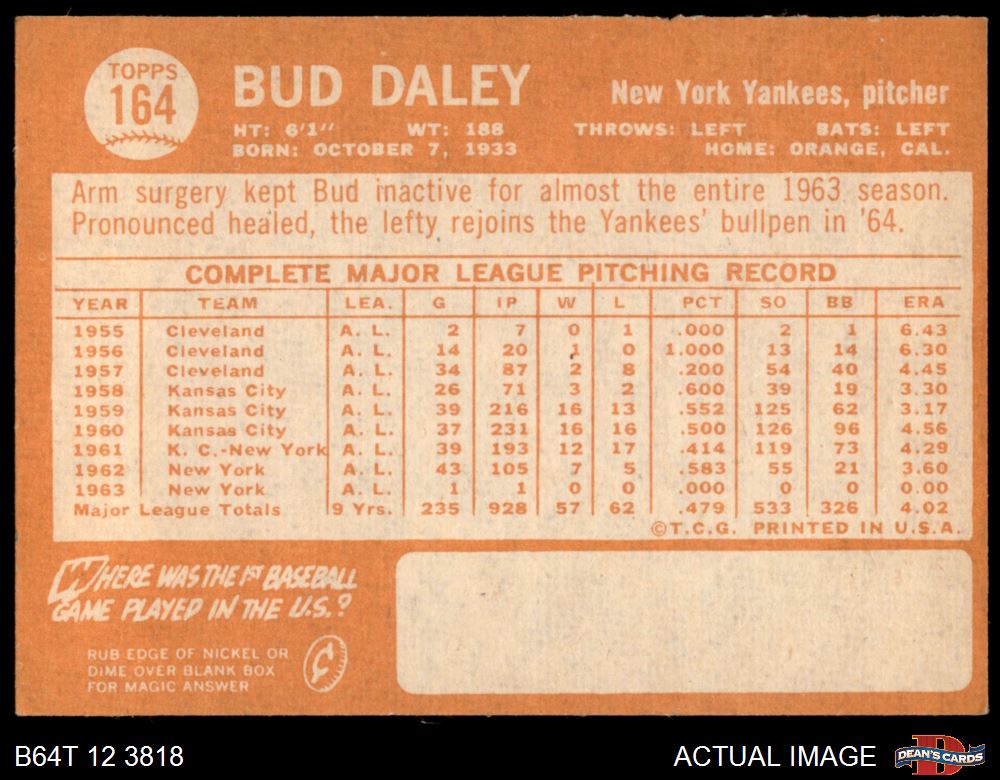 TOPPS
164
BUD DALEY
New York Yankees, pitcher
HT: 6'1" WT: 188 THROWS: LEFT BATS: LEFT
BORN: OCTOBER 7, 1933 HOME: ORANGE, CAL.
Arm surgery kept Bud inactive for almost the entire 1963 season.
Pronounced healed, the lefty rejoins the Yankees' bullpen in '64.
COMPLETE MAJOR LEAGUE PITCHING RECORD
YEAR TEAM LEA. G IP W L PCT SO BB ERA
1955 Cleveland A. L. 2 7 0 1 .000 2 1 6.43
1956 Cleveland A. L. 14 20 1 0 1.000 13 14 6.30
1957 Cleveland A. L. 34 87 2 8 .200 54 40 4.45
1958 Kansas City A. L. 26 71 3 2 .600 39 19 3.30
1959 Kansas City A. L. 39 216 16 13 .552 125 62 3.17
1960 Kansas City A. L. 37 231 16 16 .500 126 96 4.56
1961 K. C.-New York A. L. 39 193 12 17 .414 119 73 4.29
1962 New York A. L. 43 105 7 5 .583 55 21 3.60
1963 New York A. L. 1 1 0 0 .000 0 0 0.00
Major League Totals 9 Yrs. 235 928 57 62 .479 533 326 4.02
©T.C.G. PRINTED IN U.S.A.
WHERE WAS THE 1ST BASEBALL
GAME PLAYED IN THE U.S.?
RUB EDGE OF NICKEL OR
DIME OVER BLANK BOX
FOR MAGIC ANSWER
¢
B64T 12 3818
ACTUAL IMAGE
D
DEAN'S CARDS